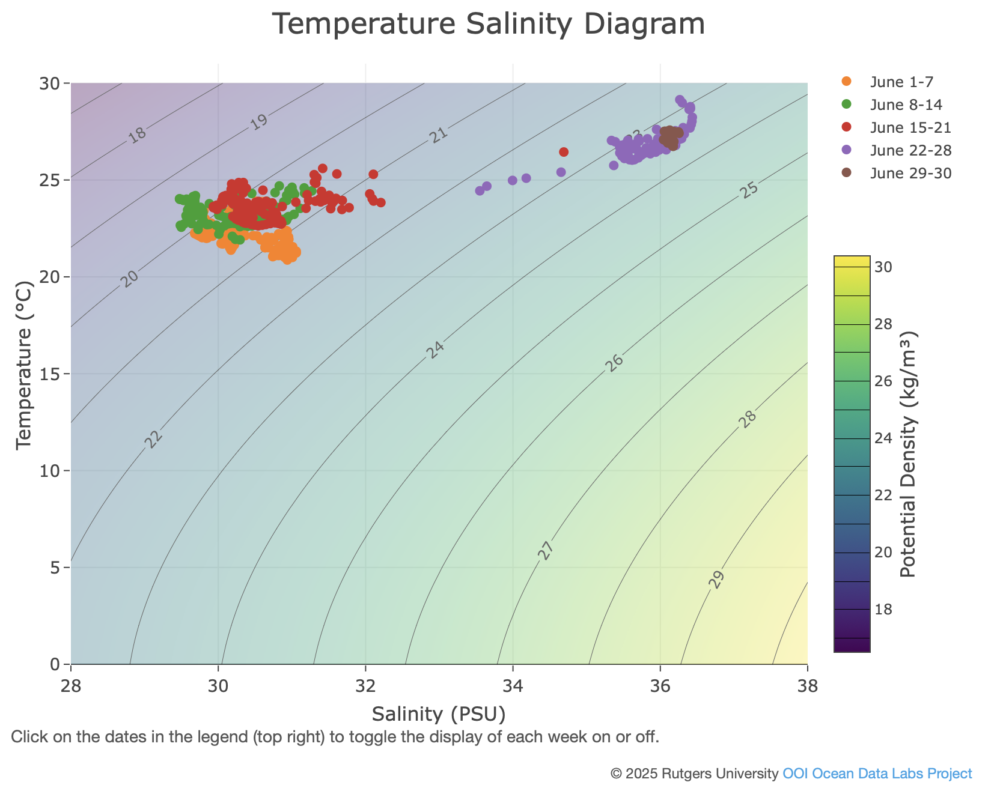 Temperature Salinity Diagram
June 1-7
June 8-14
June 15-21
June 22-28
June 29-30
30
25
20
15
10
5
0
Temperature (°C)
28
30
32
34
36
38
Salinity (PSU)
18
19
20
21
22
24
25
26
27
28
29
30
28
26
24
22
20
18
Potential Density (kg/m³)
Click on the dates in the legend (top right) to toggle the display of each week on or off.
© 2025 Rutgers University OOI Ocean Data Labs Project